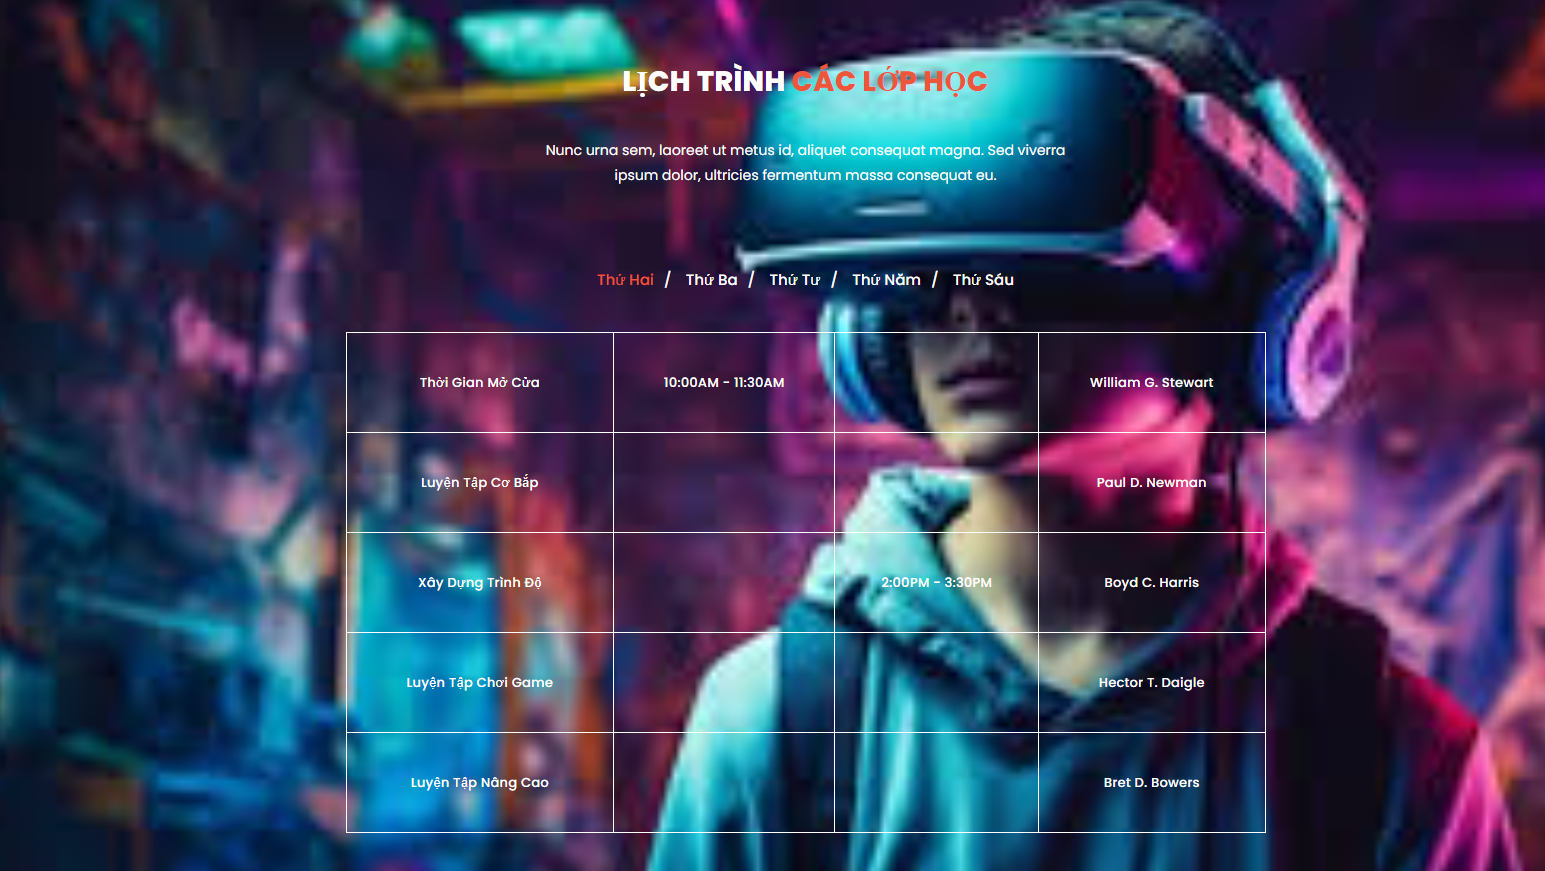 LỊCH TRÌNH CÁC LỚP HỌC
Nunc urna sem, laoreet ut metus id, aliquet consequat magna. Sed viverra
ipsum dolor, ultricies fermentum massa consequat eu.
Thứ Hai / Thứ Ba / Thứ Tư / Thứ Năm / Thứ Sáu
Thời Gian Mở Cửa 10:00AM - 11:30AM William G. Stewart
Luyện Tập Cơ Bắp Paul D. Newman
Xây Dựng Trình Độ 2:00PM - 3:30PM Boyd C. Harris
Luyện Tập Chơi Game Hector T. Daigle
Luyện Tập Nâng Cao Bret D. Bowers